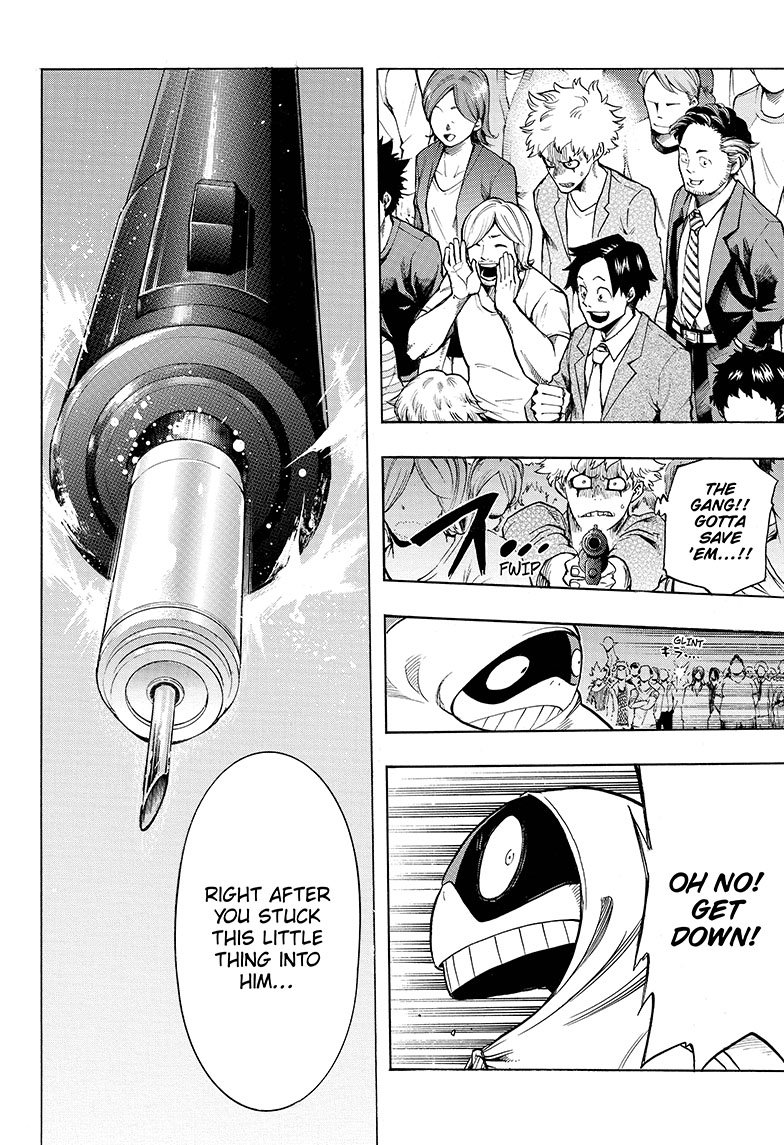 THE
GANG!!
GOTTA
SAVE
'EM...!!
FWIP
GLINT
キラ...
OH NO!
GET
DOWN!
RIGHT AFTER
YOU STUCK
THIS LITTLE
THING INTO
HIM...